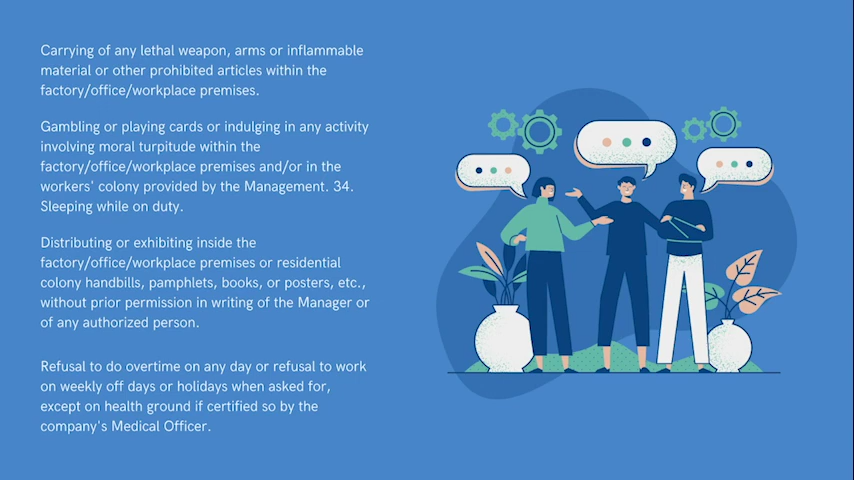 Carrying of any lethal weapon, arms or inflammable
material or other prohibited articles within the
factory/office/workplace premises.
Gambling or playing cards or indulging in any activity
involving moral turpitude within the
factory/office/workplace premises and/or in the
workers' colony provided by the Management. 34.
Sleeping while on duty.
Distributing or exhibiting inside the
factory/office/workplace premises or residential
colony handbills, pamphlets, books, or posters, etc.,
without prior permission in writing of the Manager or
of any authorized person.
Refusal to do overtime on any day or refusal to work
on weekly off days or holidays when asked for,
except on health ground if certified so by the
company's Medical Officer.